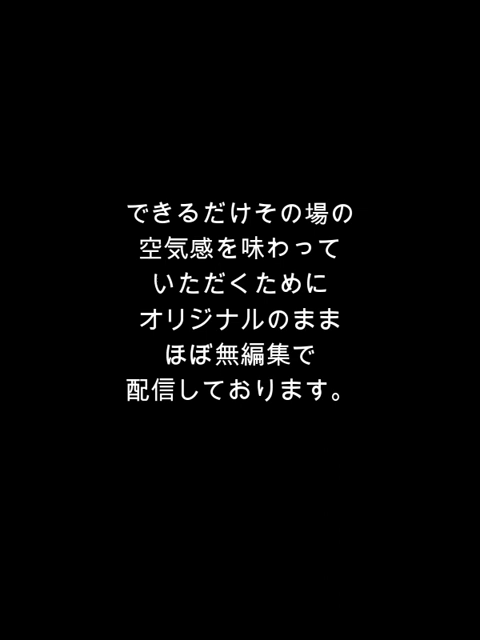 できるだけその場の
空気感を味わって
いただくために
オリジナルのまま
ほぼ無編集で
配信しております。